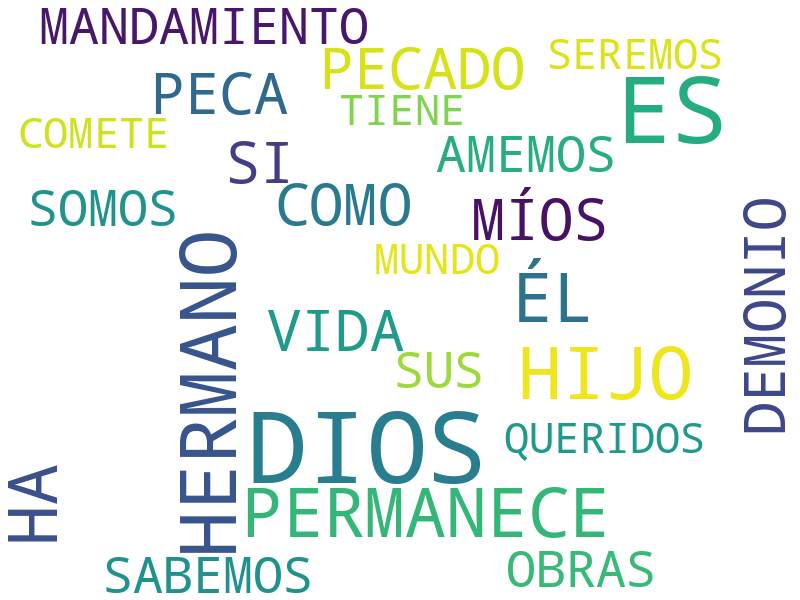 MANDAMIENTO
PECADO
SEREMOS
PECA
ES
TIENE
COMETE
AMEMOS
SI
SOMOS
COMO
MÍOS
DEMONIO
HERMANO
MUNDO
ÉL
VIDA
SUS
HIJO
DIOS
QUERIDOS
HA
PERMANECE
SABEMOS
OBRAS